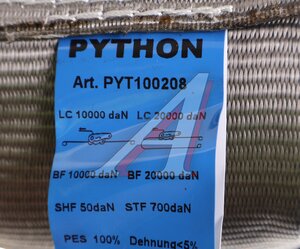 PYTHON
Art. PYT100208
LC 10000 daN LC 20000 daN
BF 10000 daN BF 20000 daN
SHF 50daN STF 700daN
PES 100% Dehnung<5%